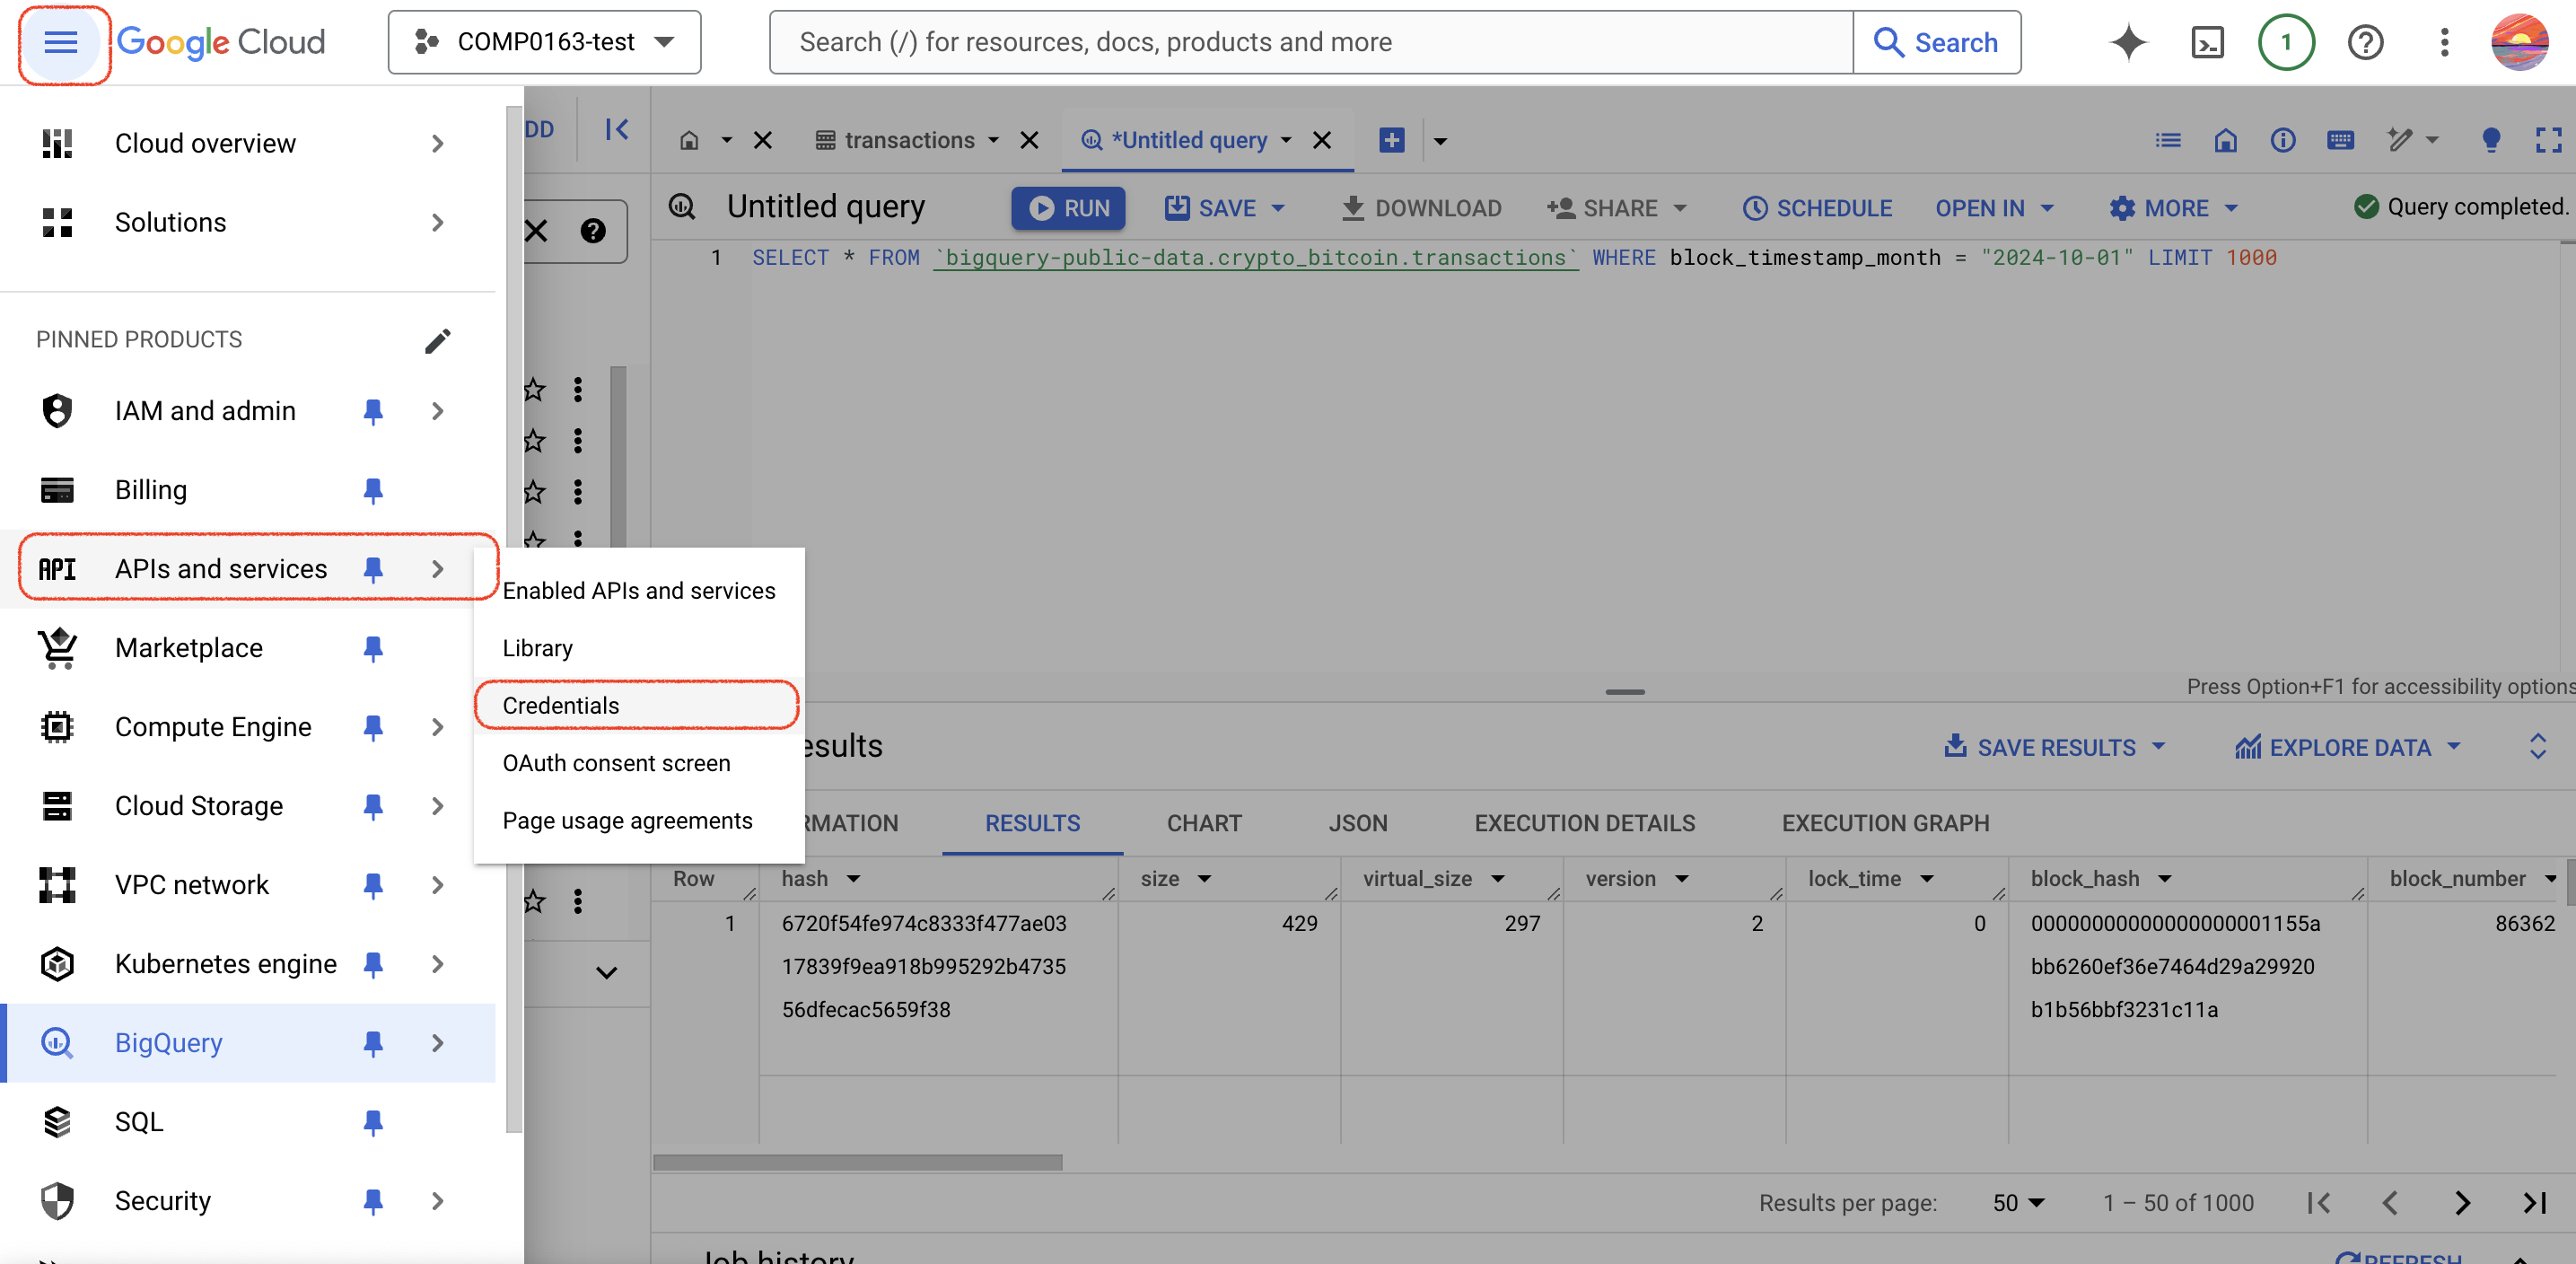 Google Cloud
COMP0163-test
Search (/) for resources, docs, products and more
Search
1
Cloud overview
Solutions
PINNED PRODUCTS
IAM and admin
Billing
API APIs and services
Marketplace
Compute Engine
Cloud Storage
VPC network
Kubernetes engine
BigQuery
SQL
Security
Enabled APIs and services
Library
Credentials
OAuth consent screen
Page usage agreements
DD
transactions
*Untitled query
Untitled query
RUN
SAVE
DOWNLOAD
SHARE
SCHEDULE
OPEN IN
MORE
Query completed.
1 SELECT * FROM `bigquery-public-data.crypto_bitcoin.transactions` WHERE block_timestamp_month = "2024-10-01" LIMIT 1000
Press Option+F1 for accessibility options
esults
SAVE RESULTS
EXPLORE DATA
RMATION
RESULTS
CHART
JSON
EXECUTION DETAILS
EXECUTION GRAPH
Row hash size virtual_size version lock_time block_hash block_number
1 6720f54fe974c8333f477ae03 429 297 2 0 00000000000000000001155a 86362
17839f9ea918b995292b4735 bb6260ef36e7464d29a29920
56dfecac5659f38 b1b56bbf3231c11a
Results per page: 50 1 – 50 of 1000
Job history
REFRESH